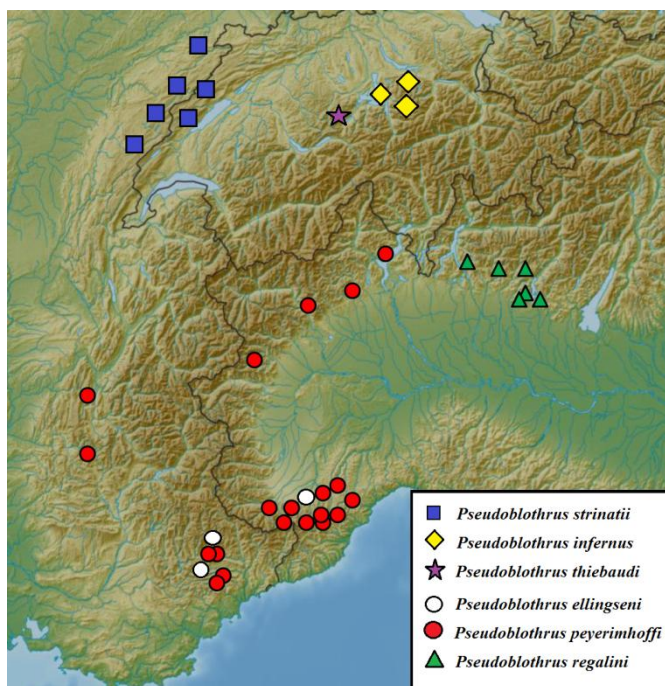 Pseudoblothrus strinatii
Pseudoblothrus infernus
Pseudoblothrus thiebaudi
Pseudoblothrus ellingseni
Pseudoblothrus peyerimhoffi
Pseudoblothrus regalini